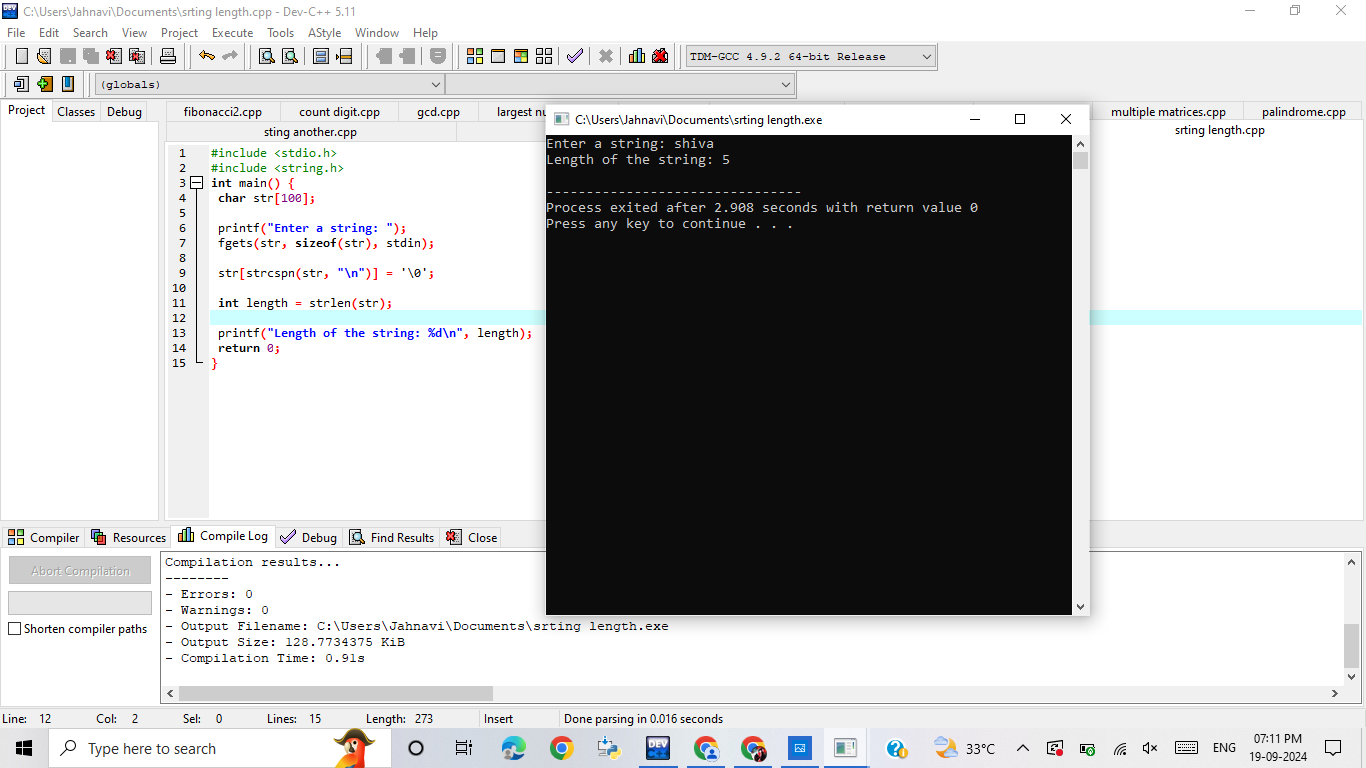 C:\Users\Jahnavi\Documents\srting length.cpp - Dev-C++ 5.11
File Edit Search View Project Execute Tools AStyle Window Help
TDM-GCC 4.9.2 64-bit Release
(globals)
Project Classes Debug
fibonacci2.cpp count digit.cpp gcd.cpp largest multiple matrices.cpp palindrome.cpp
sting another.cpp srting length.cpp
1 #include <stdio.h>
2 #include <string.h>
3 int main() {
4 char str[100];
5
6 printf("Enter a string: ");
7 fgets(str, sizeof(str), stdin);
8
9 str[strcspn(str, "\n")] = '\0';
10
11 int length = strlen(str);
12
13 printf("Length of the string: %d\n", length);
14 return 0;
15 }
C:\Users\Jahnavi\Documents\srting length.exe
Enter a string: shiva
Length of the string: 5
--------------------------------
Process exited after 2.908 seconds with return value 0
Press any key to continue . . .
Compiler Resources Compile Log Debug Find Results Close
Abort Compilation
Shorten compiler paths
Compilation results...
--------
- Errors: 0
- Warnings: 0
- Output Filename: C:\Users\Jahnavi\Documents\srting length.exe
- Output Size: 128.7734375 KiB
- Compilation Time: 0.91s
Line: 12 Col: 2 Sel: 0 Lines: 15 Length: 273 Insert Done parsing in 0.016 seconds
Type here to search
DEV
33°C
ENG
07:11 PM
19-09-2024